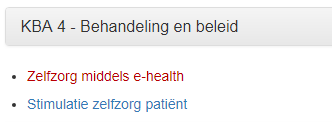 KBA 4 - Behandeling en beleid
Zelfzorg middels e-health
Stimulatie zelfzorg patiënt